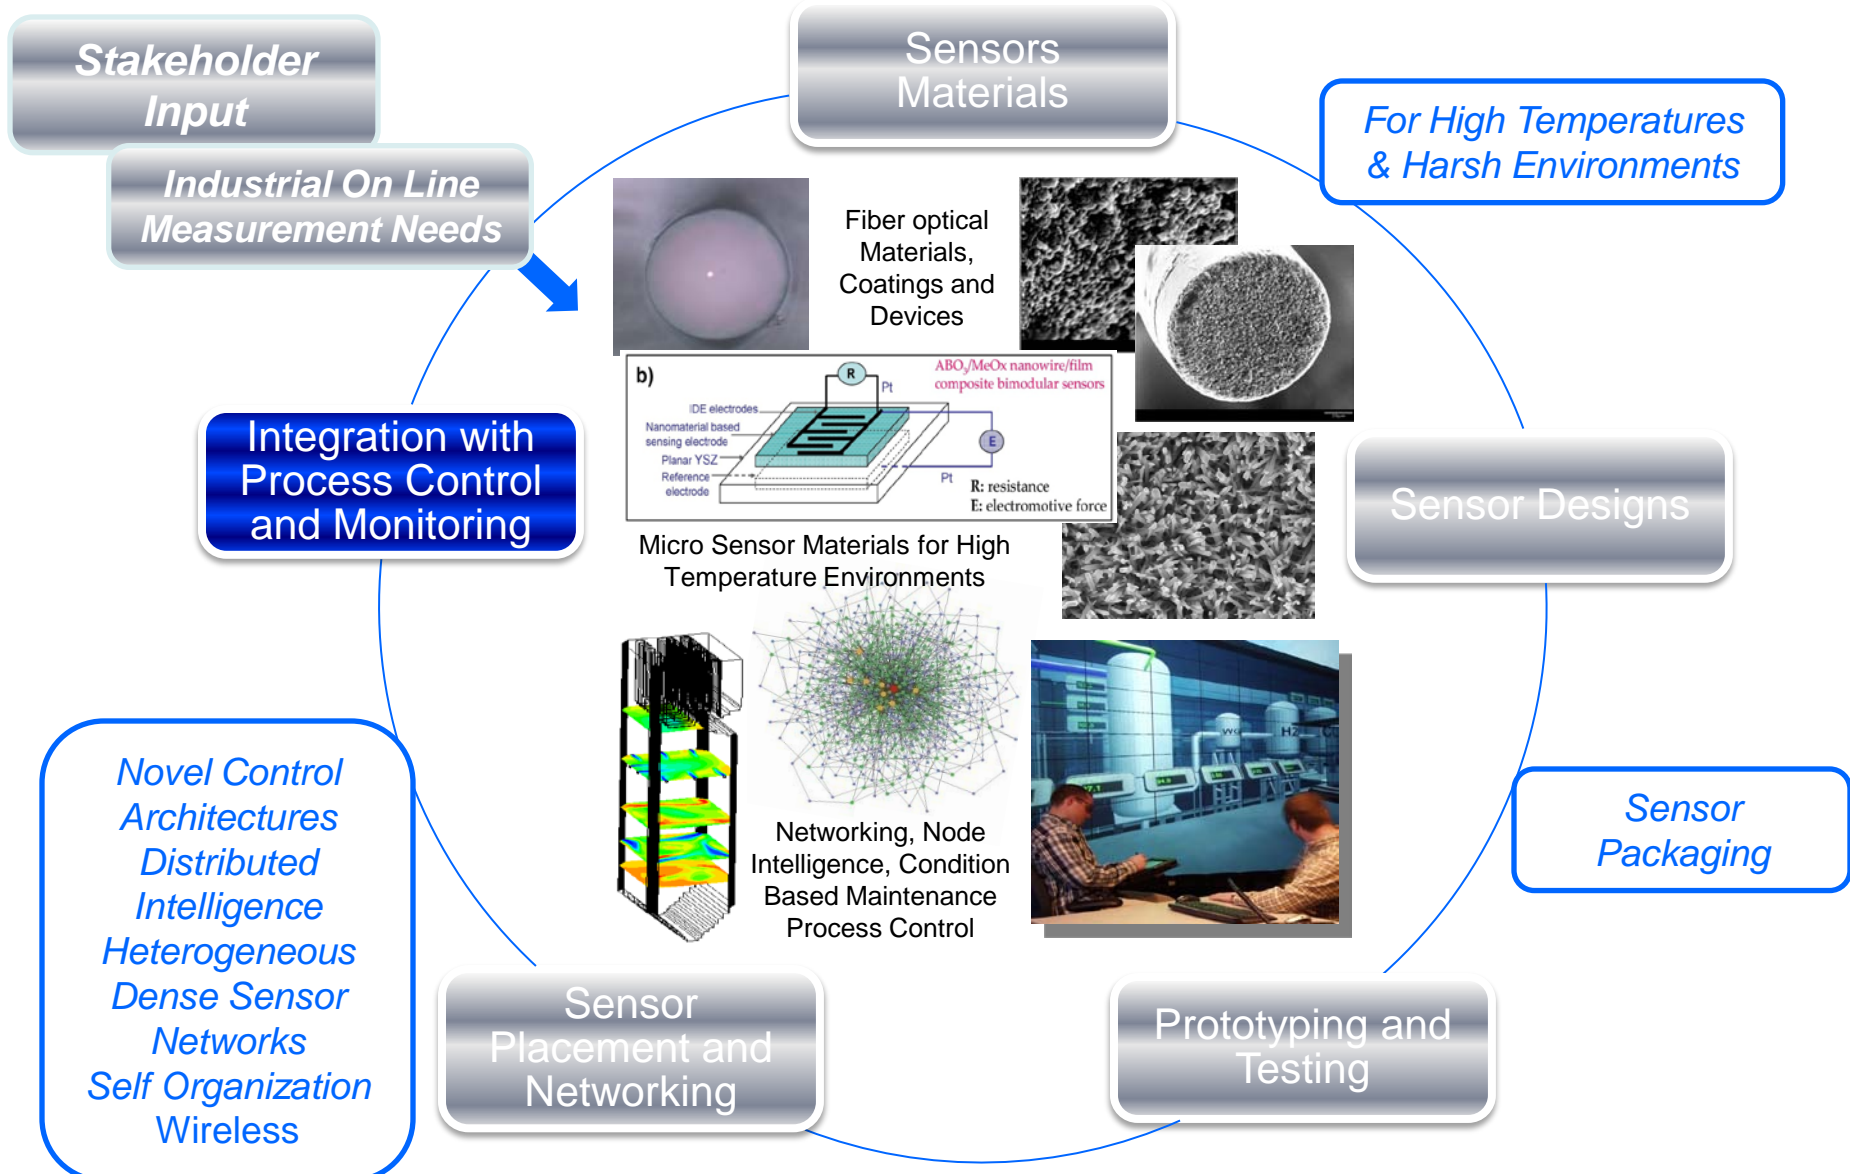 Stakeholder
Input
Industrial On Line
Measurement Needs
Sensors
Materials
For High Temperatures
& Harsh Environments
Fiber optical
Materials,
Coatings and
Devices
b)
R
Pt
ABO₃/MeOx nanowire/film
composite bimodular sensors
IDE electrodes
Nanomaterial based
sensing electrode
Planar YSZ
Reference
electrode
E
Pt
R: resistance
E: electromotive force
Micro Sensor Materials for High
Temperature Environments
Integration with
Process Control
and Monitoring
Sensor Designs
Networking, Node
Intelligence, Condition
Based Maintenance
Process Control
Novel Control
Architectures
Distributed
Intelligence
Heterogeneous
Dense Sensor
Networks
Self Organization
Wireless
Sensor
Packaging
Sensor
Placement and
Networking
Prototyping and
Testing